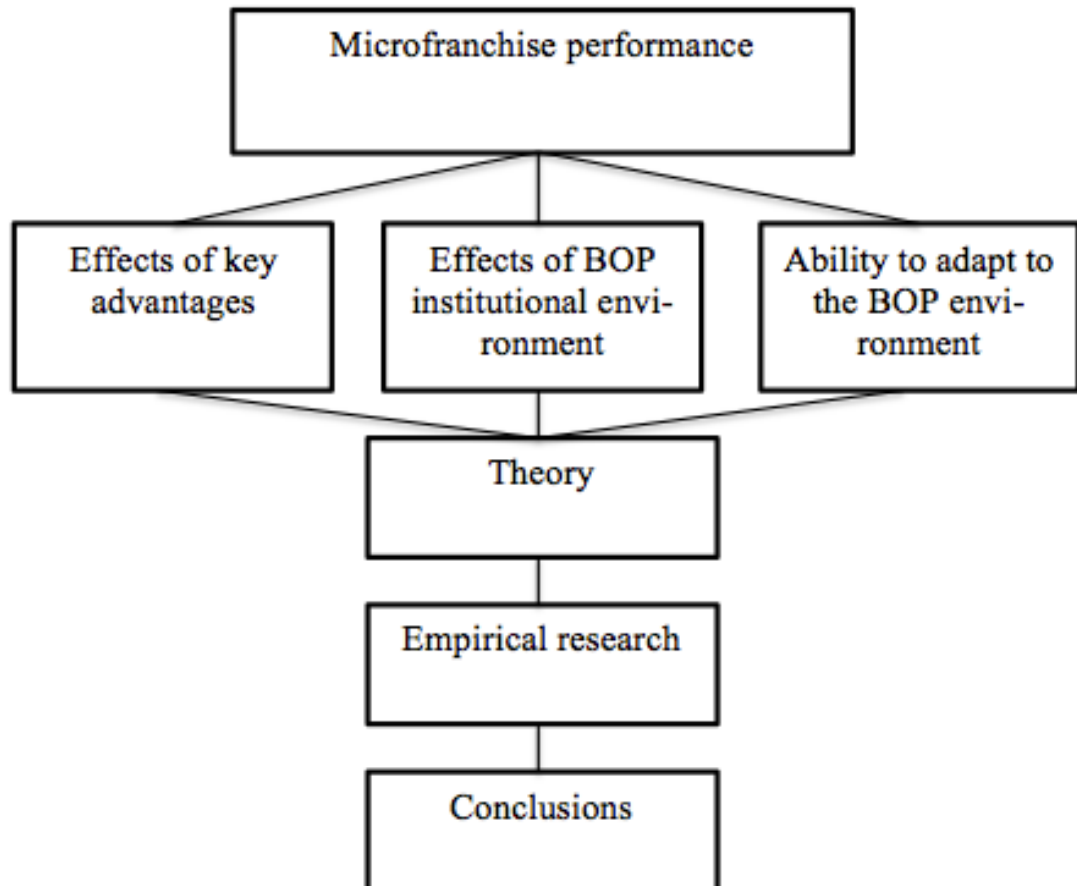 Microfranchise performance
Effects of key
advantages
Effects of BOP
institutional envi-
ronment
Ability to adapt to
the BOP envi-
ronment
Theory
Empirical research
Conclusions